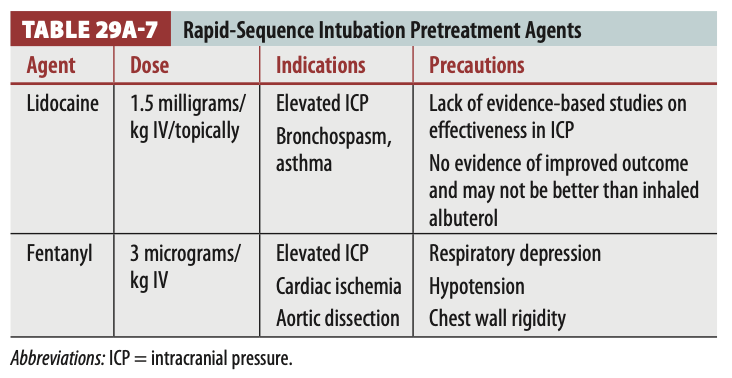 TABLE 29A-7 Rapid-Sequence Intubation Pretreatment Agents
Agent Dose Indications Precautions
Lidocaine 1.5 milligrams/ Elevated ICP Lack of evidence-based studies on
kg IV/topically Bronchospasm, effectiveness in ICP
asthma No evidence of improved outcome
and may not be better than inhaled
albuterol
Fentanyl 3 micrograms/ Elevated ICP Respiratory depression
kg IV Cardiac ischemia Hypotension
Aortic dissection Chest wall rigidity
Abbreviations: ICP = intracranial pressure.